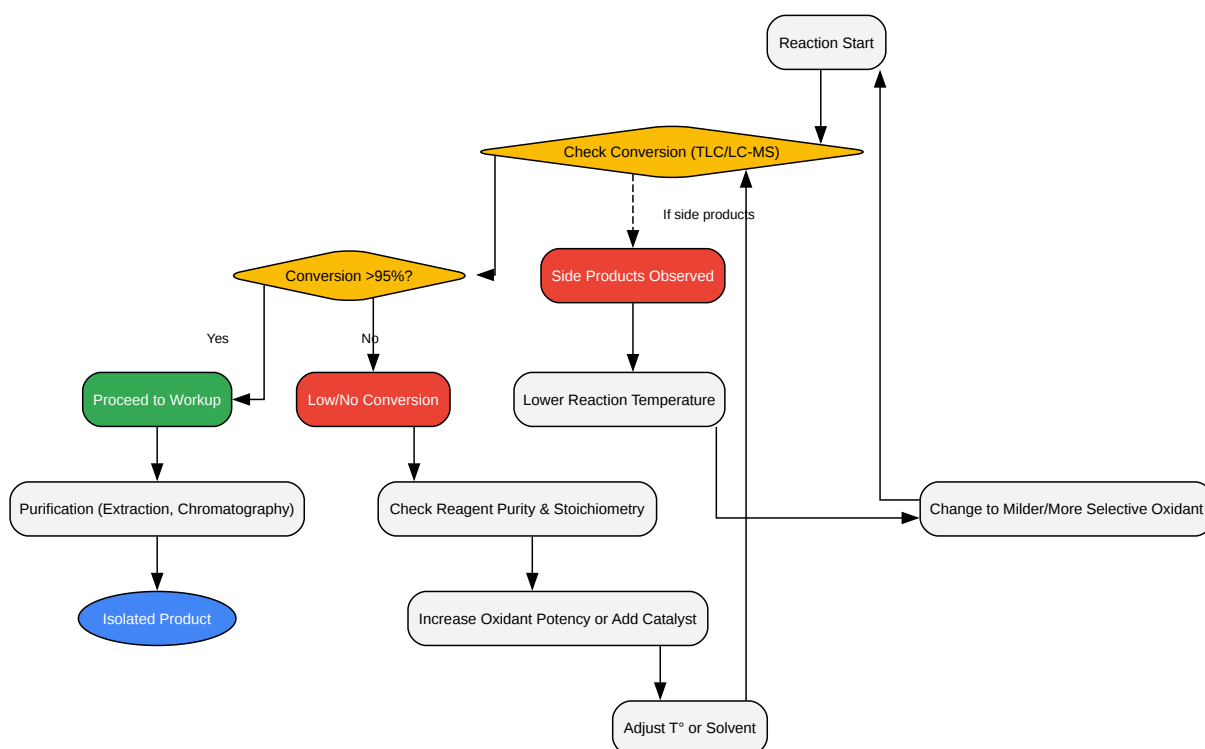 Reaction Start
Check Conversion (TLC/LC-MS)
If side products
Conversion >95%?
Side Products Observed
Yes
No
Proceed to Workup
Low/No Conversion
Lower Reaction Temperature
Purification (Extraction, Chromatography)
Check Reagent Purity & Stoichiometry
Change to Milder/More Selective Oxidant
Isolated Product
Increase Oxidant Potency or Add Catalyst
Adjust T° or Solvent